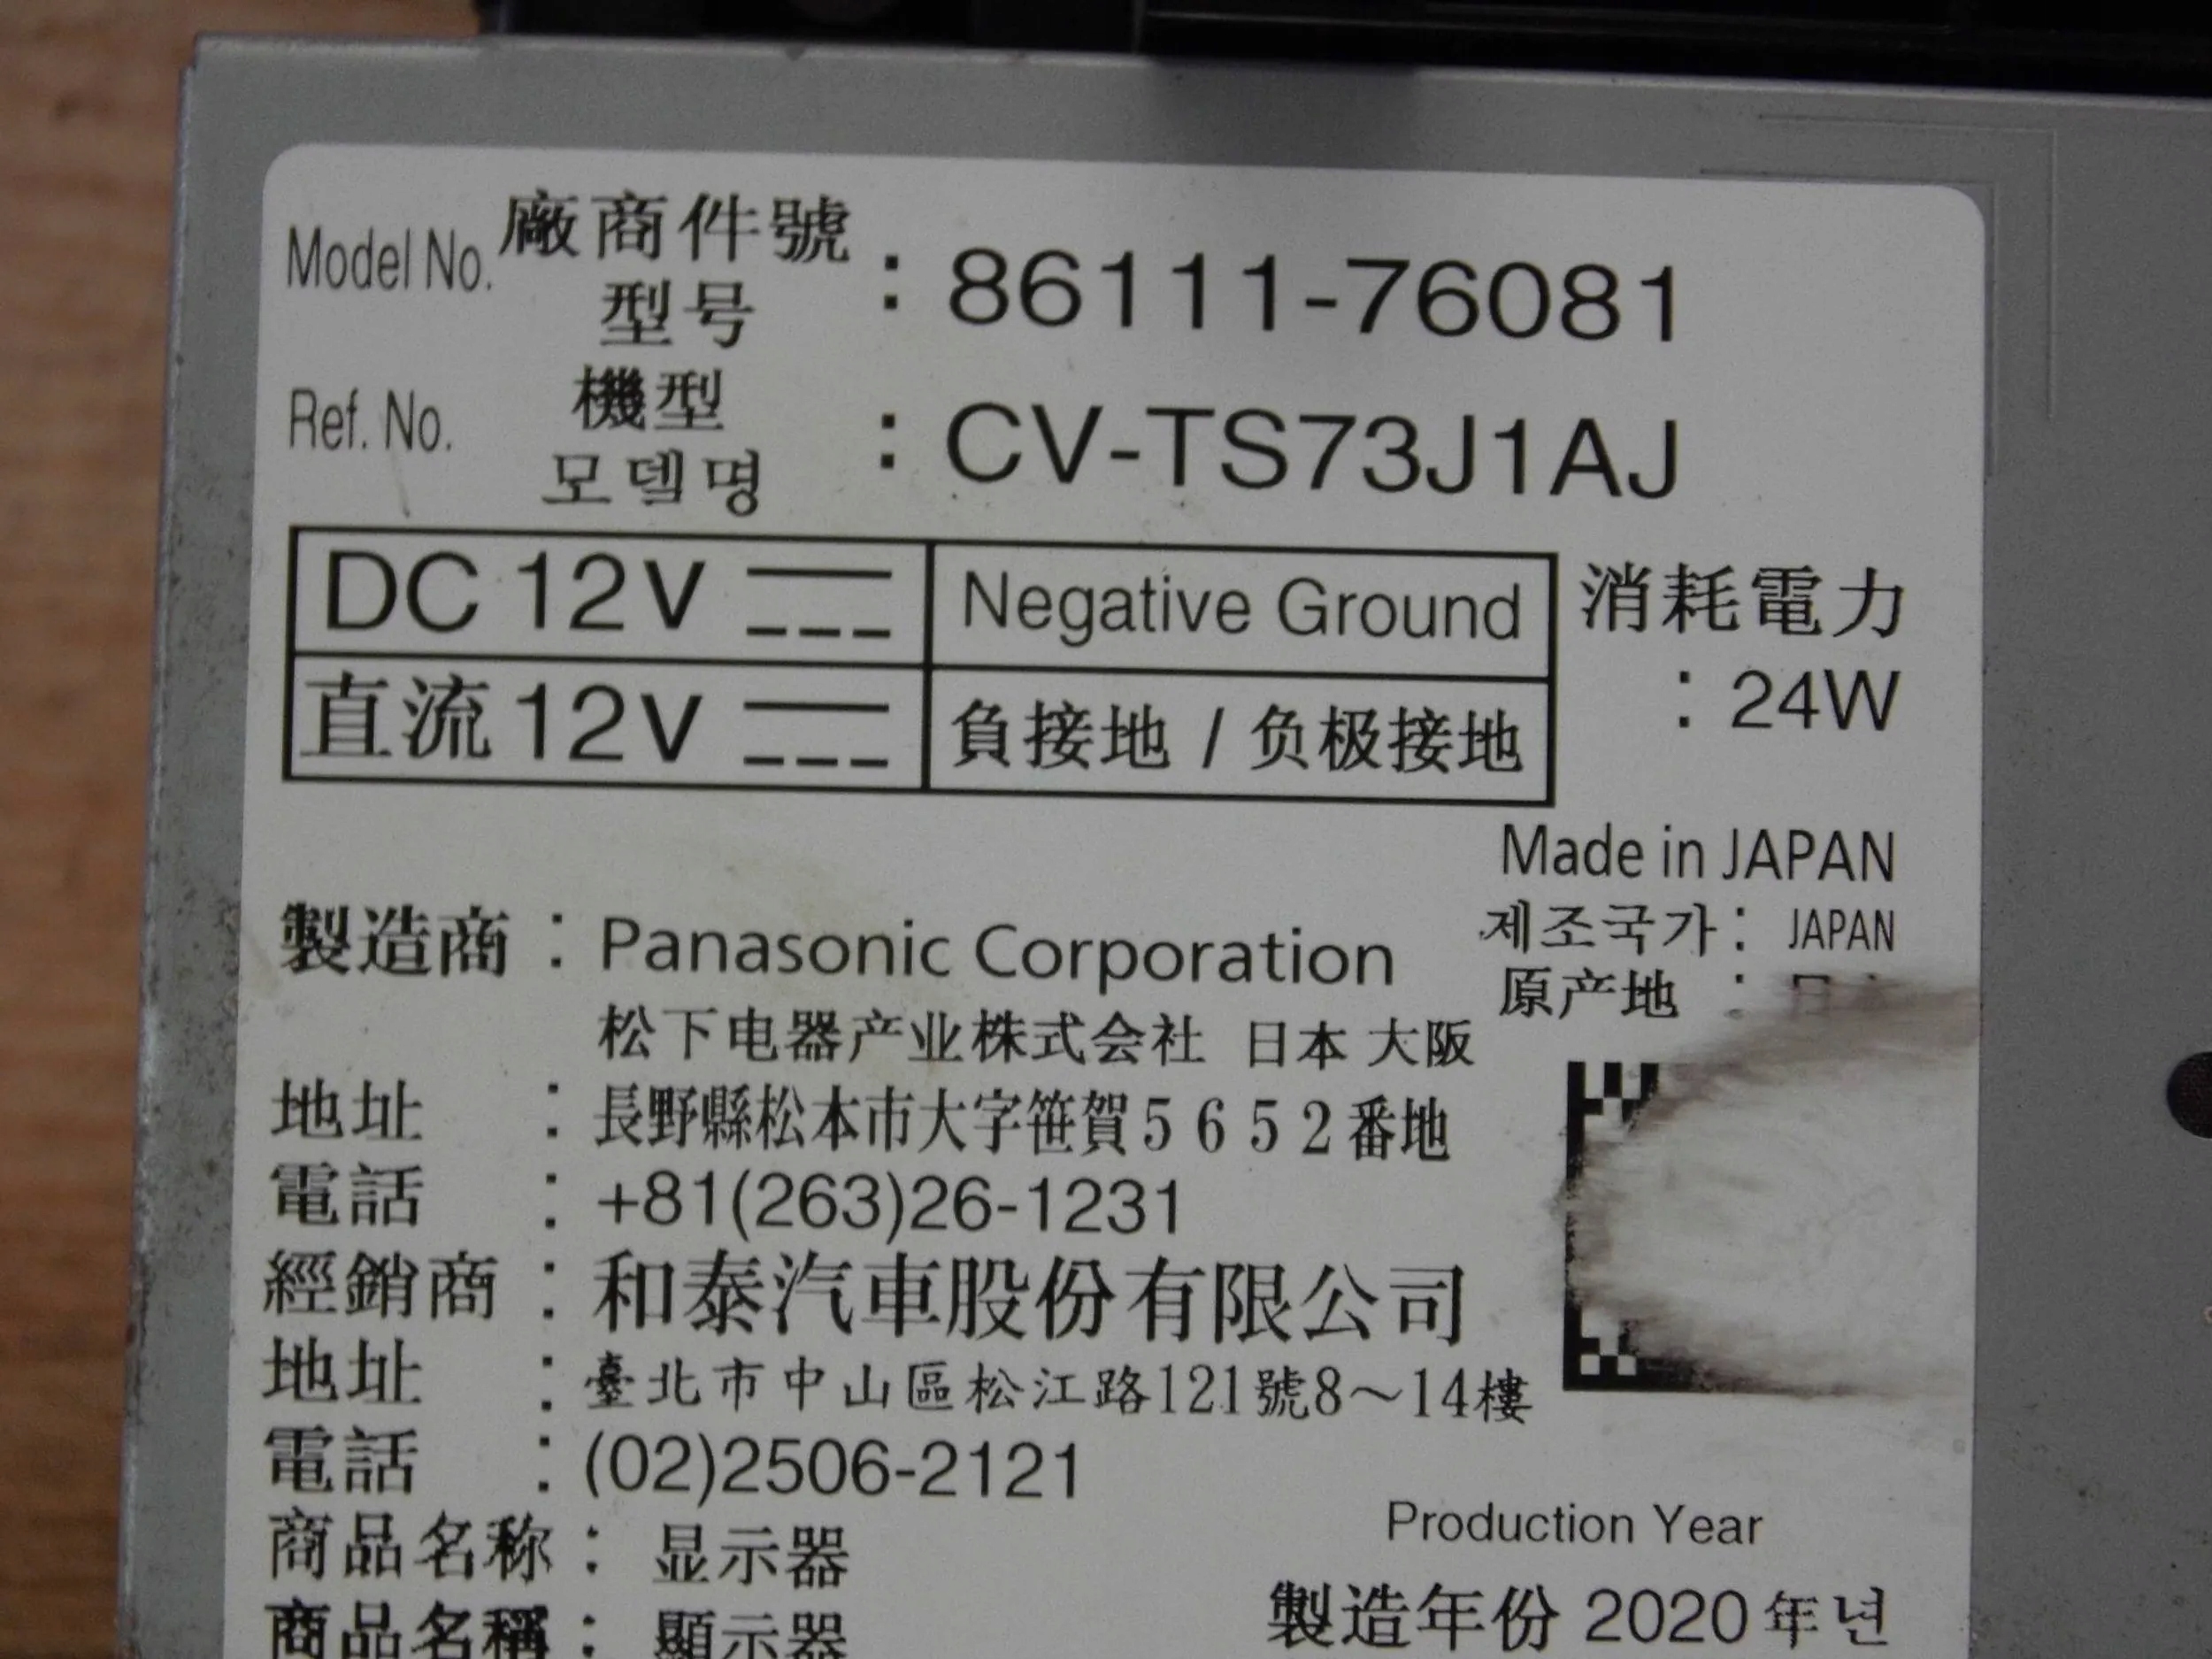 Model No. 廠商件號 : 86111-76081
型号
Ref. No. 機型 : CV-TS73J1AJ
모델명
DC 12V Negative Ground
直流 12V 負接地 / 负极接地
消耗電力
: 24W
Made in JAPAN
제조국가 : JAPAN
原产地 :
製造商 : Panasonic Corporation
松下电器产业株式会社 日本 大阪
地址 : 長野縣松本市大字笹賀5652番地
電話 : +81(263)26-1231
經銷商 : 和泰汽車股份有限公司
地址 : 臺北市中山區松江路121號8～14樓
電話 : (02)2506-2121
商品名称 : 显示器
商品名稱 : 顯示器
Production Year
製造年份 2020年년